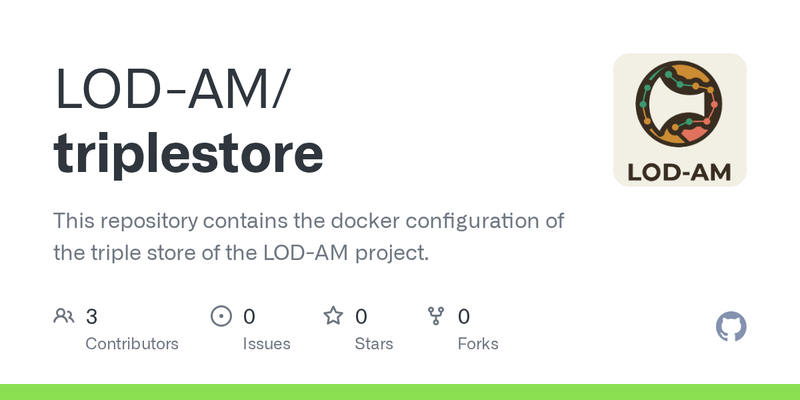 LOD-AM/
triplestore
LOD-AM
This repository contains the docker configuration of
the triple store of the LOD-AM project.
3
Contributors
0
Issues
0
Stars
0
Forks